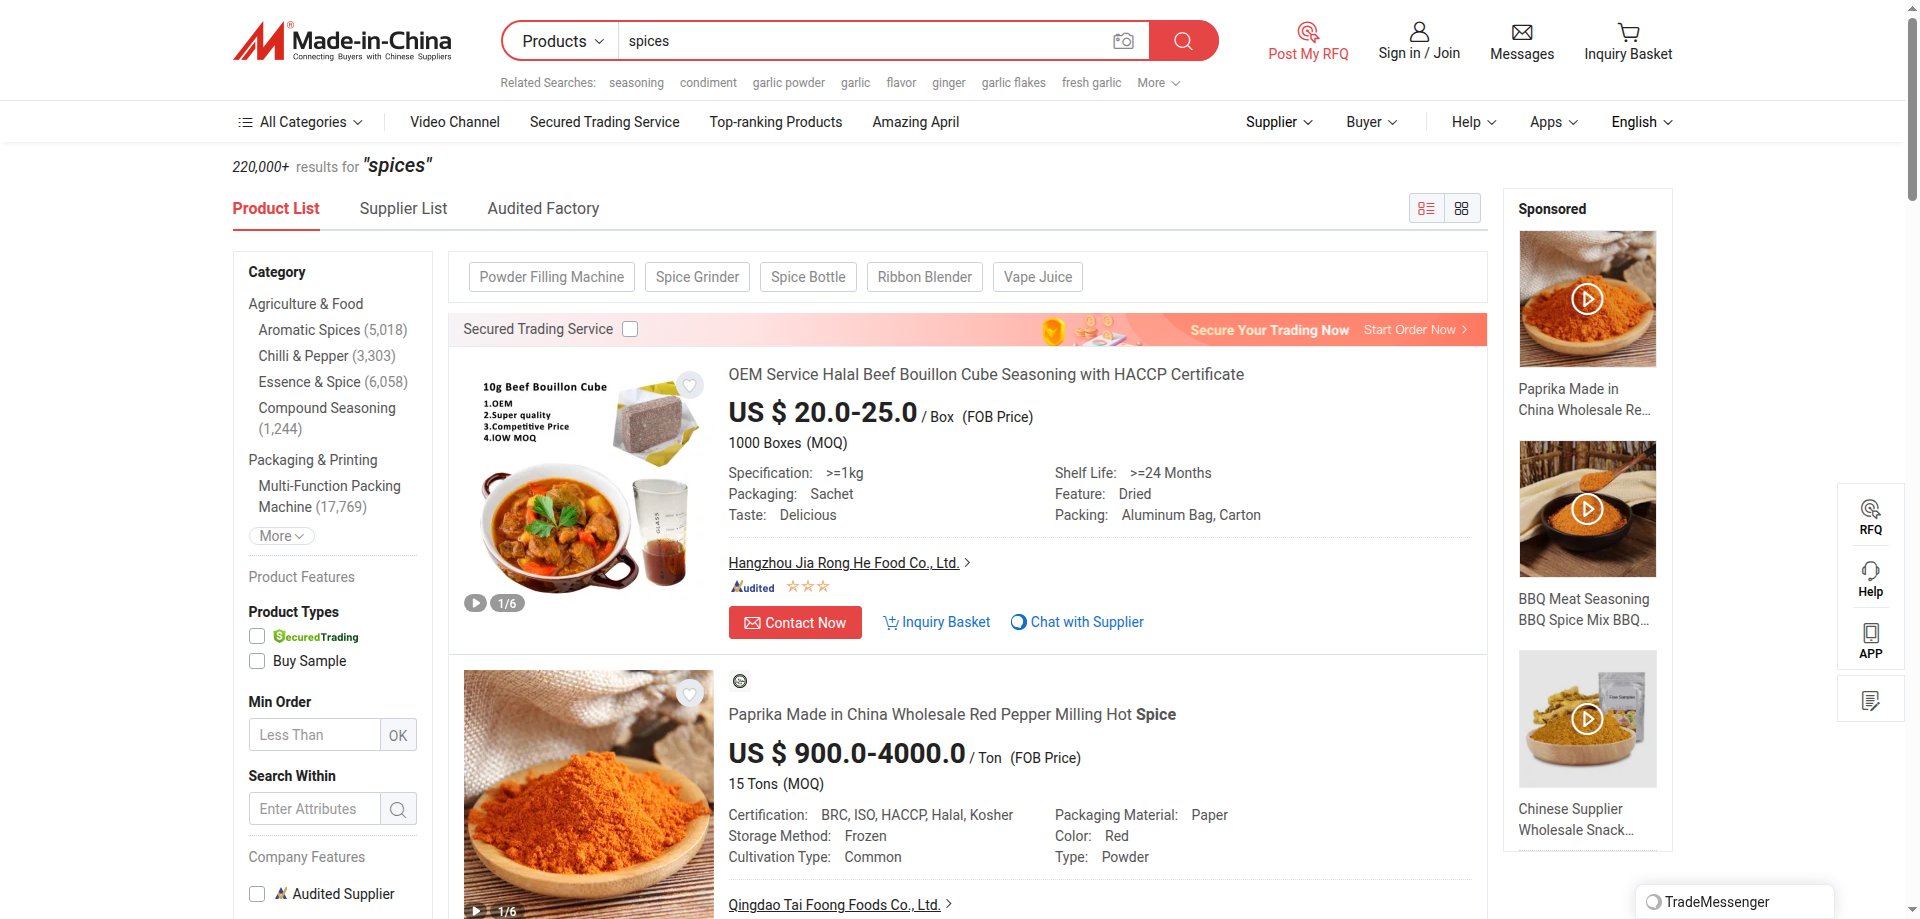 Made-in-China
Connecting Buyers with Chinese Suppliers
Products
spices
Post My RFQ
Sign in / Join
Messages
Inquiry Basket
Related Searches: seasoning condiment garlic powder garlic flavor ginger garlic flakes fresh garlic More
All Categories
Video Channel
Secured Trading Service
Top-ranking Products
Amazing April
Supplier
Buyer
Help
Apps
English
220,000+ results for "spices"
Product List
Supplier List
Audited Factory
Category
Agriculture & Food
Aromatic Spices (5,018)
Chilli & Pepper (3,303)
Essence & Spice (6,058)
Compound Seasoning
(1,244)
Packaging & Printing
Multi-Function Packing
Machine (17,769)
More
Product Features
Product Types
SecuredTrading
Buy Sample
Min Order
Less Than
OK
Search Within
Enter Attributes
Company Features
Audited Supplier
Powder Filling Machine
Spice Grinder
Spice Bottle
Ribbon Blender
Vape Juice
Secured Trading Service
Secure Your Trading Now
Start Order Now
10g Beef Bouillon Cube
1.OEM
2.Super quality
3.Competitive Price
4.lOW MOQ
GLASS
1/6
OEM Service Halal Beef Bouillon Cube Seasoning with HACCP Certificate
US $ 20.0-25.0 / Box (FOB Price)
1000 Boxes (MOQ)
Specification: >=1kg
Shelf Life: >=24 Months
Packaging: Sachet
Feature: Dried
Taste: Delicious
Packing: Aluminum Bag, Carton
Hangzhou Jia Rong He Food Co., Ltd.
Audited
Contact Now
Inquiry Basket
Chat with Supplier
1/6
Paprika Made in China Wholesale Red Pepper Milling Hot Spice
US $ 900.0-4000.0 / Ton (FOB Price)
15 Tons (MOQ)
Certification: BRC, ISO, HACCP, Halal, Kosher
Packaging Material: Paper
Storage Method: Frozen
Color: Red
Cultivation Type: Common
Type: Powder
Qingdao Tai Foong Foods Co., Ltd.
Sponsored
Paprika Made in
China Wholesale Re...
BBQ Meat Seasoning
BBQ Spice Mix BBQ...
Chinese Supplier
Wholesale Snack...
RFQ
Help
APP
TradeMessenger